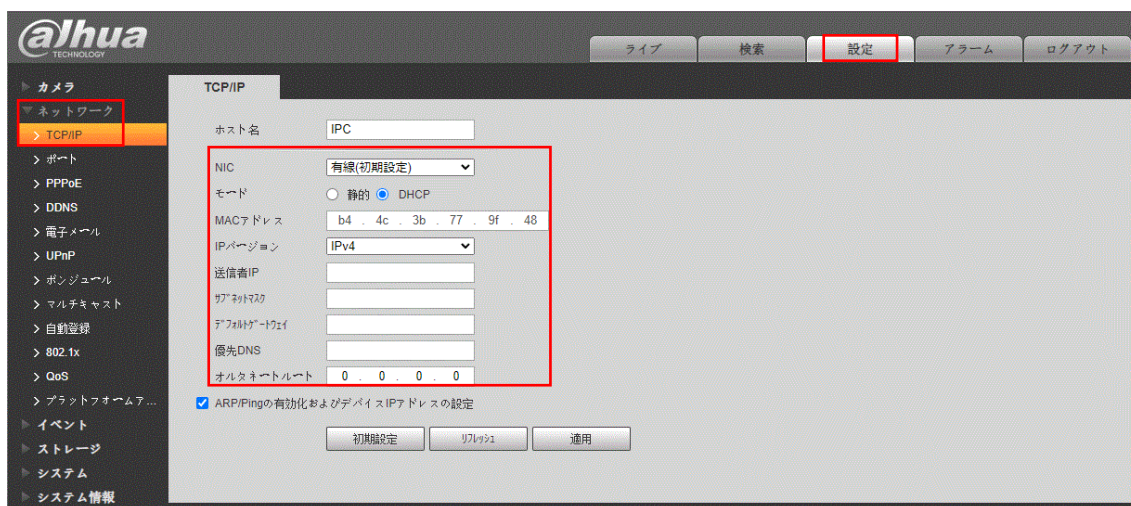 alhua
TECHNOLOGY
ライブ
検索
設定
アラーム
ログアウト
カメラ
ネットワーク
TCP/IP
ポート
PPPoE
DDNS
電子メール
UPnP
ボンジュール
マルチキャスト
自動登録
802.1x
QoS
プラットフォームア...
イベント
ストレージ
システム
システム情報
TCP/IP
ホスト名 IPC
NIC 有線(初期設定)
モード 静的 DHCP
MACアドレス b4 . 4c . 3b . 77 . 9f . 48
IPバージョン IPv4
送信者IP
ｻﾌﾞﾈｯﾄﾏｽｸ
ﾃﾞﾌｫﾙﾄｹﾞｰﾄｳｪｲ
優先DNS
オルタネートルート 0 . 0 . 0 . 0
ARP/Pingの有効化およびデバイスIPアドレスの設定
初期設定 ﾘﾌﾚｯｼｭ 適用